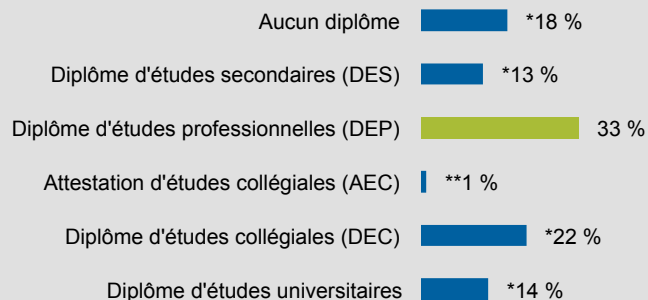 Aucun diplôme *18 %
Diplôme d'études secondaires (DES) *13 %
Diplôme d'études professionnelles (DEP) 33 %
Attestation d'études collégiales (AEC) **1 %
Diplôme d'études collégiales (DEC) *22 %
Diplôme d'études universitaires *14 %